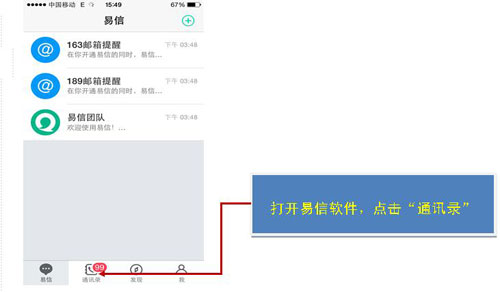 中国移动 E 15:49 67%
易信
163邮箱提醒 下午 03:48
在你开通易信的同时，易信...
189邮箱提醒 下午 03:48
在你开通易信的同时，易信...
易信团队 下午 03:48
欢迎使用易信！...
打开易信软件，点击“通讯录”
99
易信 通讯录 发现 我